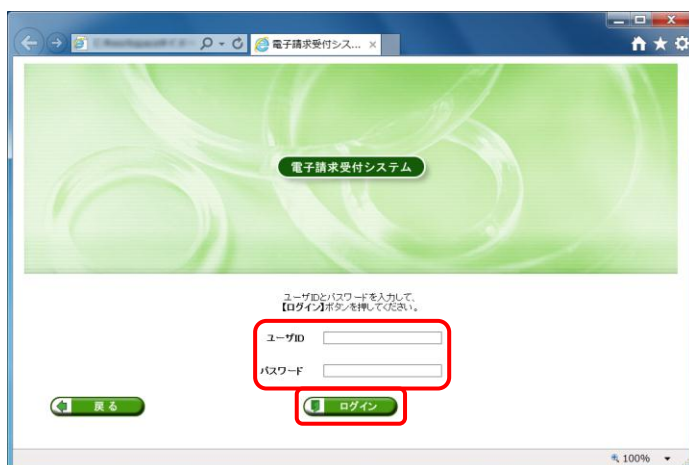 電子請求受付シス...
電子請求受付システム
ユーザIDとパスワードを入力して、
【ログイン】ボタンを押してください。
ユーザID
パスワード
戻る
ログイン
100%